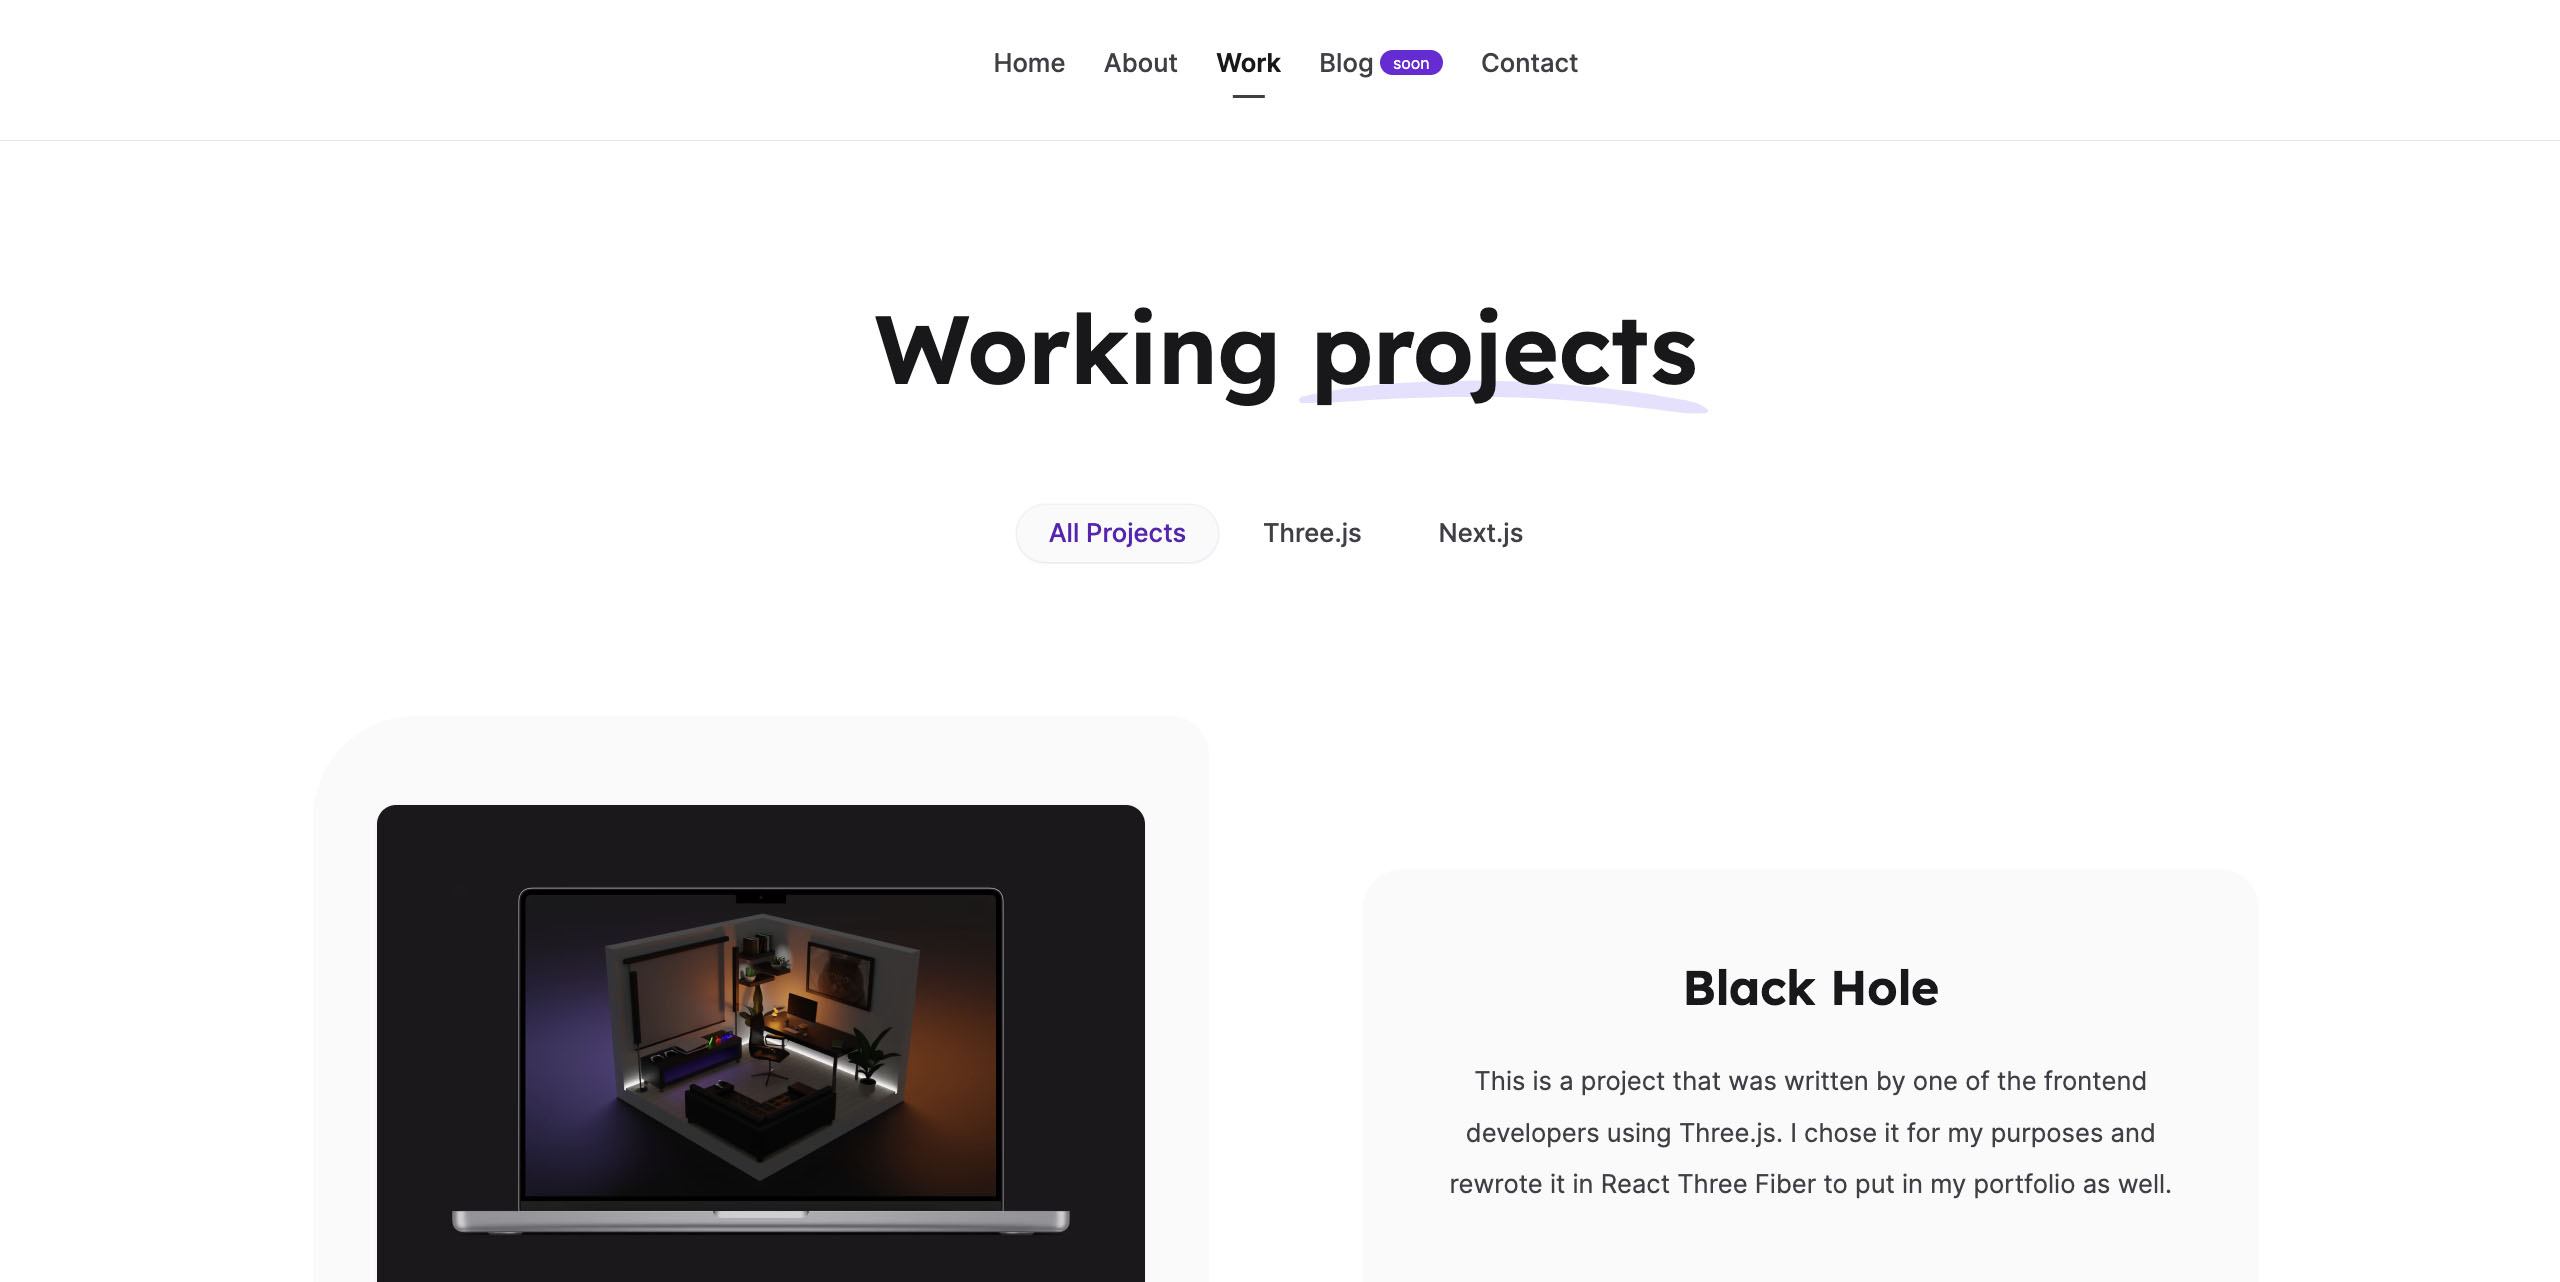 Home About Work Blog soon Contact
Working projects
All Projects Three.js Next.js
Black Hole
This is a project that was written by one of the frontend
developers using Three.js. I chose it for my purposes and
rewrote it in React Three Fiber to put in my portfolio as well.